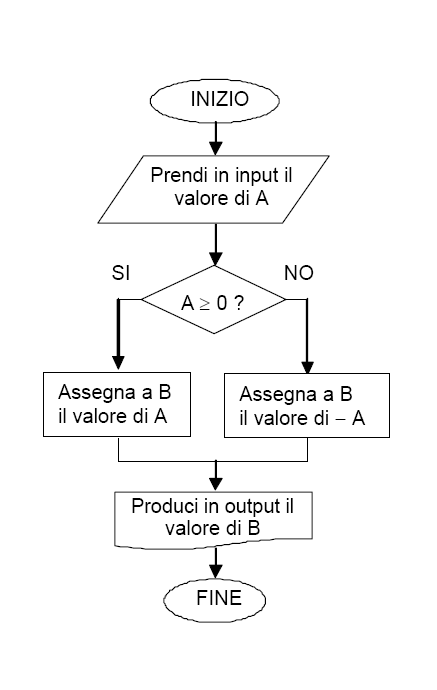 INIZIO
Prendi in input il
valore di A
SI
NO
A ≥ 0 ?
Assegna a B
il valore di A
Assegna a B
il valore di – A
Produci in output il
valore di B
FINE